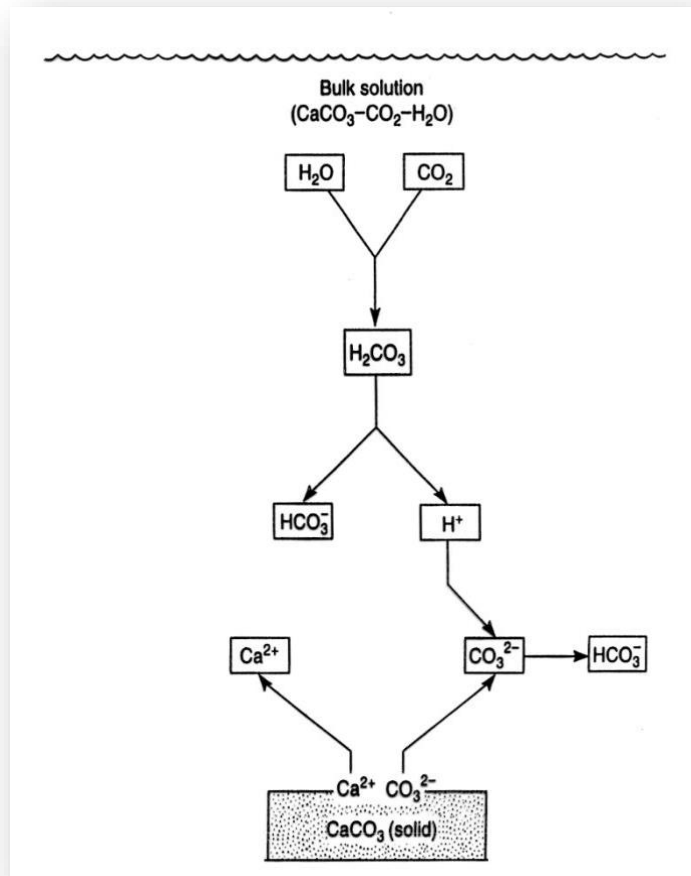 Bulk solution
(CaCO₃–CO₂–H₂O)
H₂O
CO₂
H₂CO₃
HCO₃⁻
H⁺
Ca²⁺
CO₃²⁻
HCO₃⁻
Ca²⁺ CO₃²⁻
CaCO₃ (solid)